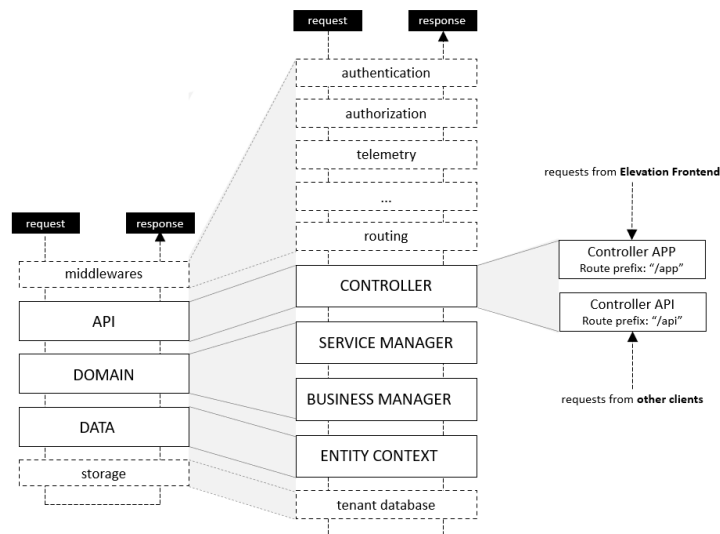 request
response
middlewares
API
DOMAIN
DATA
storage
request
response
authentication
authorization
telemetry
...
routing
CONTROLLER
SERVICE MANAGER
BUSINESS MANAGER
ENTITY CONTEXT
tenant database
requests from Elevation Frontend
Controller APP
Route prefix: “/app”
Controller API
Route prefix: “/api”
requests from other clients